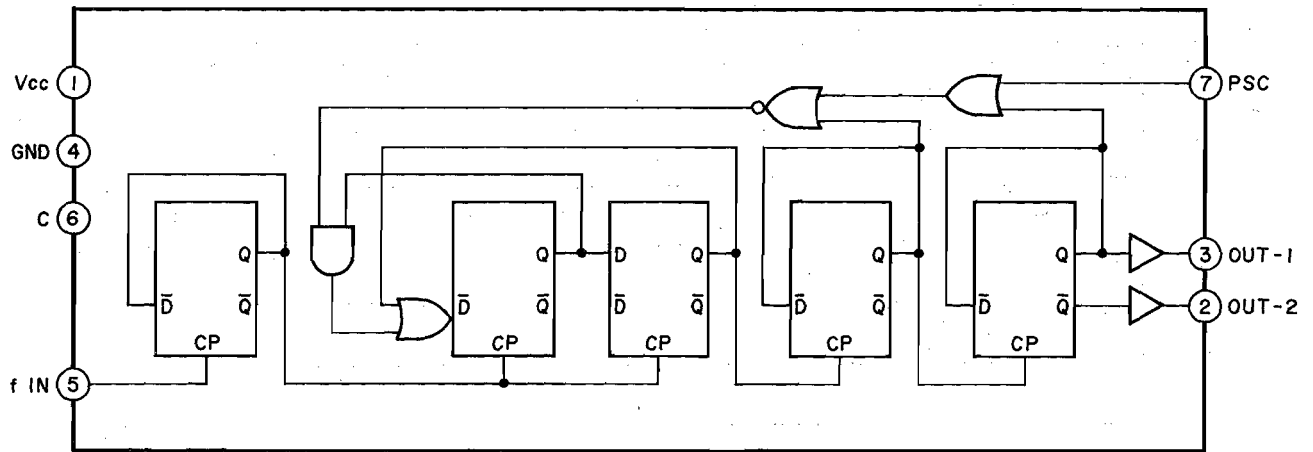 Vcc 1
GND 4
C 6
f IN 5
7 PSC
3 OUT-1
2 OUT-2
Q
D̅ Q̅
CP
Q
D̅ Q̅
CP
D Q
D̅ Q̅
Q
D̅ Q̅
CP
Q
D̅ Q̅
CP